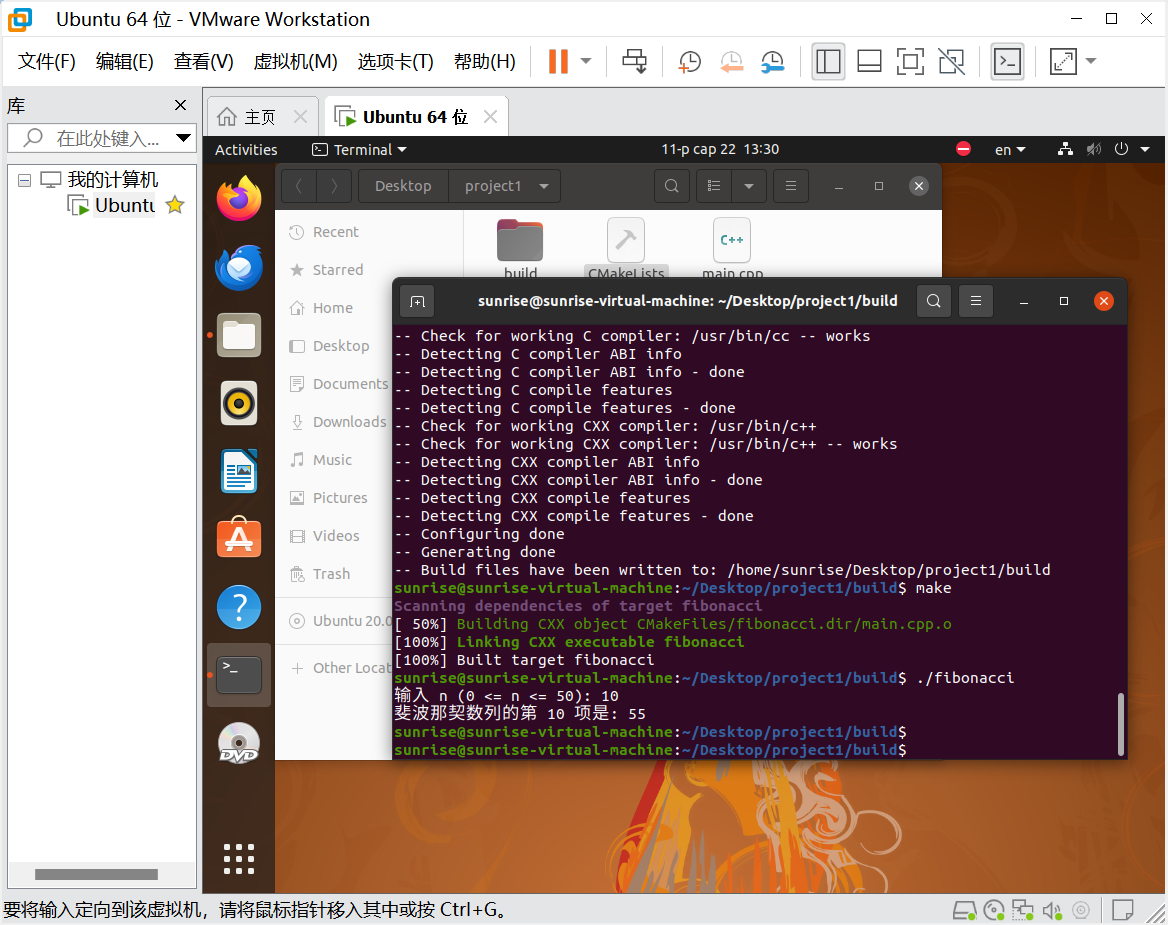 Ubuntu 64 位 - VMware Workstation
文件(F) 编辑(E) 查看(V) 虚拟机(M) 选项卡(T) 帮助(H)
库
在此处键入...
我的计算机
Ubuntu
主页
Ubuntu 64 位
Activities
Terminal
11-р сар 22 13:30
en
Desktop
project1
Recent
Starred
Home
Desktop
Documents
Downloads
Music
Pictures
Videos
Trash
Ubuntu 20.0
Other Locat
build
CMakeLists
main.cpp
C++
sunrise@sunrise-virtual-machine: ~/Desktop/project1/build
-- Check for working C compiler: /usr/bin/cc -- works
-- Detecting C compiler ABI info
-- Detecting C compiler ABI info - done
-- Detecting C compile features
-- Detecting C compile features - done
-- Check for working CXX compiler: /usr/bin/c++
-- Check for working CXX compiler: /usr/bin/c++ -- works
-- Detecting CXX compiler ABI info
-- Detecting CXX compiler ABI info - done
-- Detecting CXX compile features
-- Detecting CXX compile features - done
-- Configuring done
-- Generating done
-- Build files have been written to: /home/sunrise/Desktop/project1/build
sunrise@sunrise-virtual-machine:~/Desktop/project1/build$ make
Scanning dependencies of target fibonacci
[ 50%] Building CXX object CMakeFiles/fibonacci.dir/main.cpp.o
[100%] Linking CXX executable fibonacci
[100%] Built target fibonacci
sunrise@sunrise-virtual-machine:~/Desktop/project1/build$ ./fibonacci
输入 n (0 <= n <= 50): 10
斐波那契数列的第 10 项是: 55
sunrise@sunrise-virtual-machine:~/Desktop/project1/build$
sunrise@sunrise-virtual-machine:~/Desktop/project1/build$
DVD
要将输入定向到该虚拟机，请将鼠标指针移入其中或按 Ctrl+G。